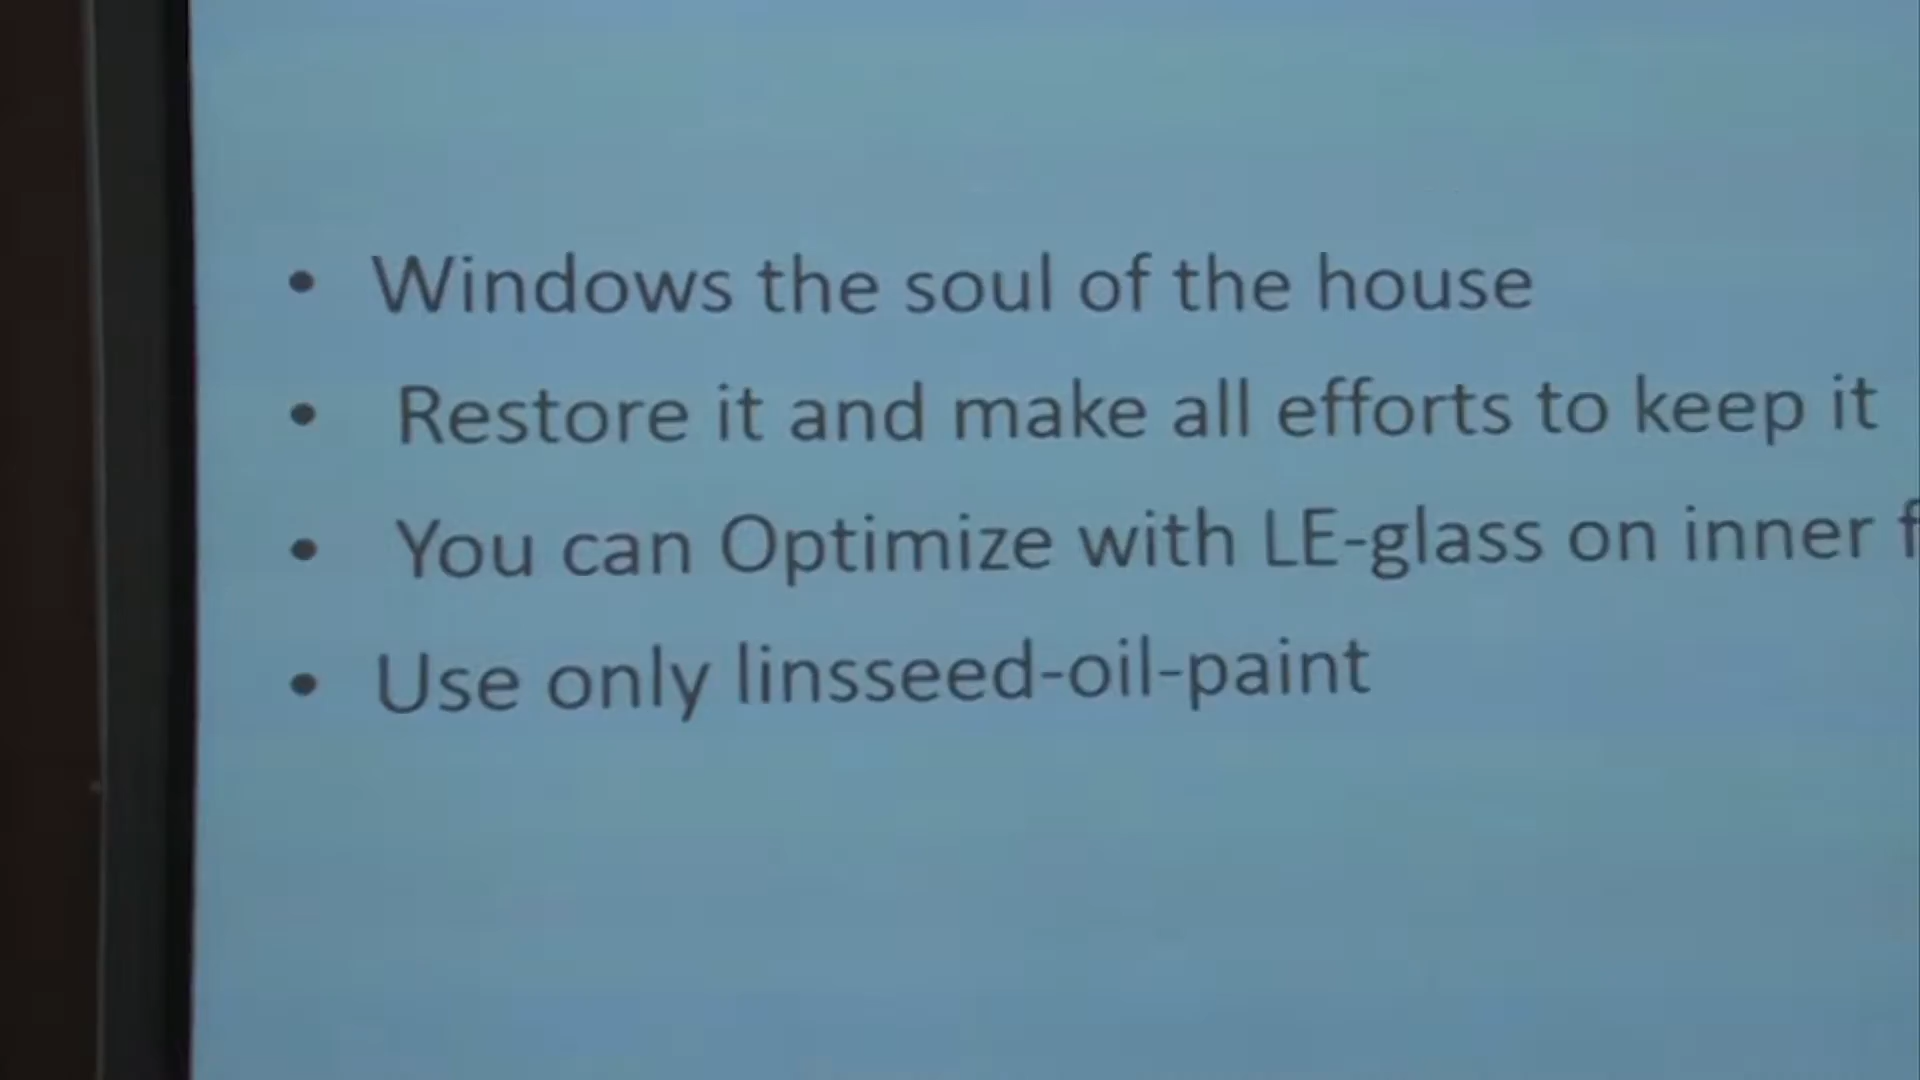 • Windows the soul of the house
• Restore it and make all efforts to keep it
• You can Optimize with LE-glass on inner
• Use only linsseed-oil-paint